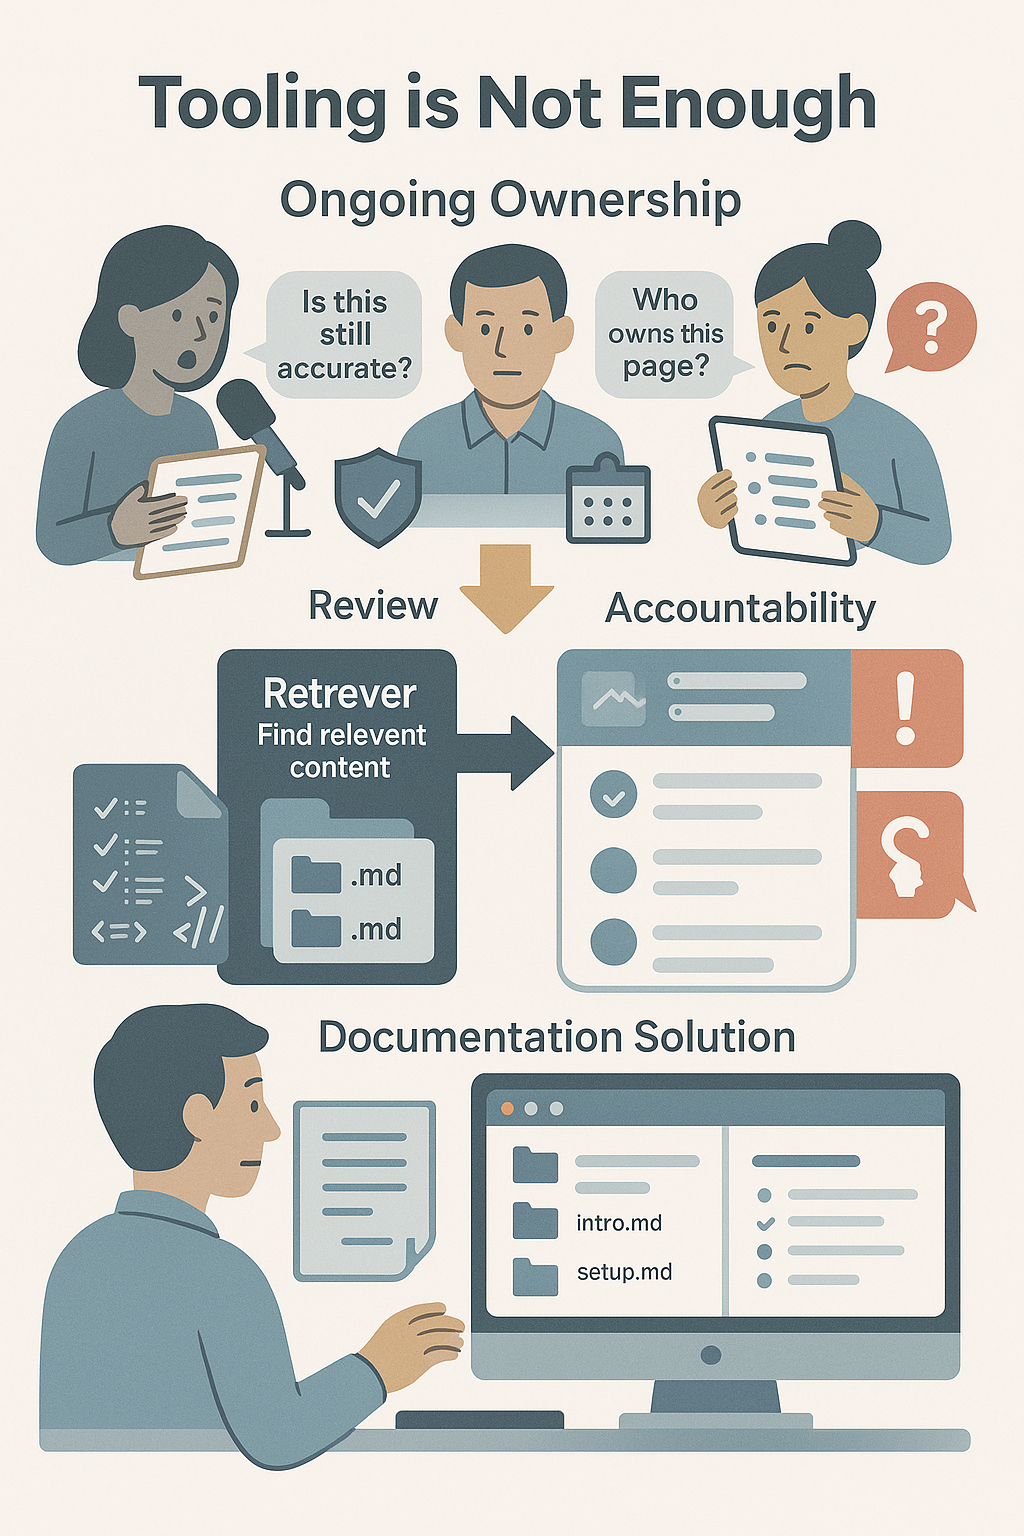 Tooling is Not Enough
Ongoing Ownership
Is this
still
accurate?
Who
owns this
page?
?
Review
Accountability
Retrever
Find relevent
content
.md
.md
!
Documentation Solution
intro.md
setup.md